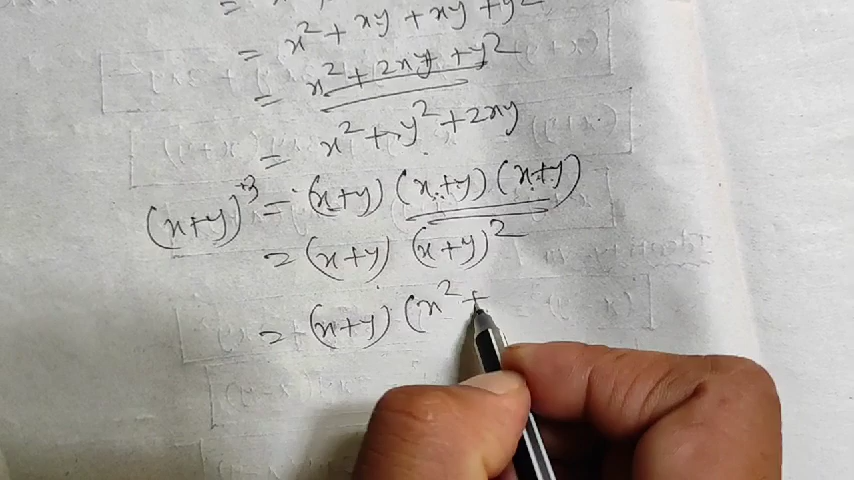 = x² + xy + xy + y²
= x² + 2xy + y²
= x² + y² + 2xy
(x+y)⁺³ = (x+y) (x+y) (x+y)
= (x+y) (x+y)²
= (x+y) (x² +